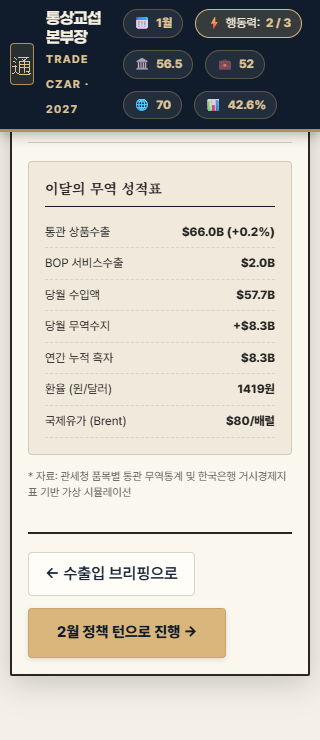 通
통상교섭
본부장
TRADE
CZAR ·
2027
1월
행동력: 2 / 3
56.5
52
70
42.6%
이달의 무역 성적표
통관 상품수출 $66.0B (+0.2%)
BOP 서비스수출 $2.0B
당월 수입액 $57.7B
당월 무역수지 +$8.3B
연간 누적 흑자 $8.3B
환율 (원/달러) 1419원
국제유가 (Brent) $80/배럴
* 자료: 관세청 품목별 통관 무역통계 및 한국은행 거시경제지
표 기반 가상 시뮬레이션
← 수출입 브리핑으로
2월 정책 턴으로 진행 →